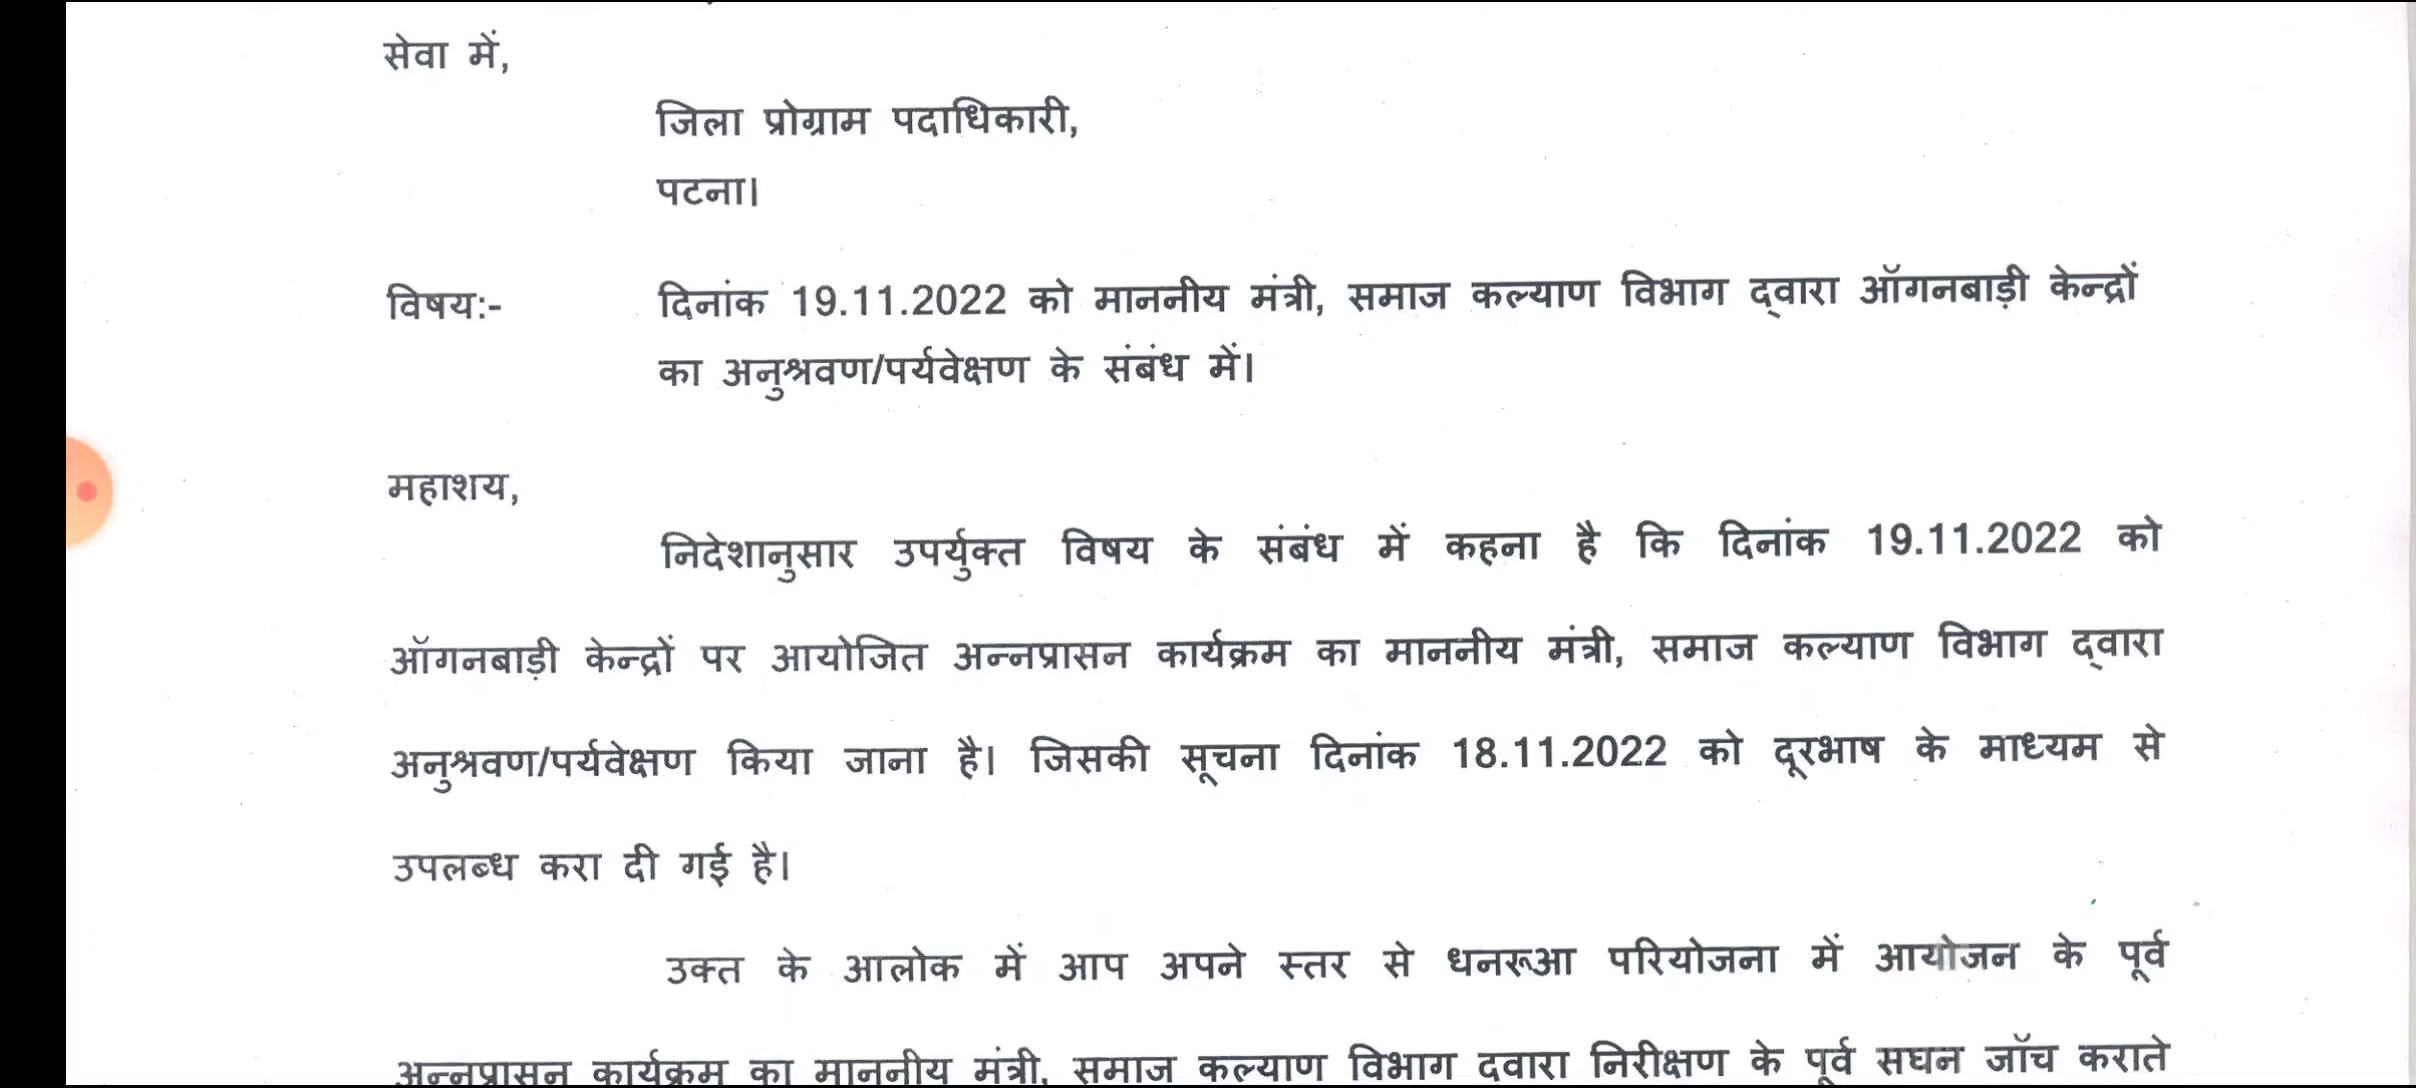 सेवा में,
जिला प्रोग्राम पदाधिकारी,
पटना।
विषय:- दिनांक 19.11.2022 को माननीय मंत्री, समाज कल्याण विभाग द्वारा ऑगनबाड़ी केन्द्रों
का अनुश्रवण/पर्यवेक्षण के संबंध में।
महाशय,
निदेशानुसार उपर्युक्त विषय के संबंध में कहना है कि दिनांक 19.11.2022 को
ऑगनबाड़ी केन्द्रों पर आयोजित अन्नप्रासन कार्यक्रम का माननीय मंत्री, समाज कल्याण विभाग द्वारा
अनुश्रवण/पर्यवेक्षण किया जाना है। जिसकी सूचना दिनांक 18.11.2022 को दूरभाष के माध्यम से
उपलब्ध करा दी गई है।
उक्त के आलोक में आप अपने स्तर से धनरूआ परियोजना में आयोजन के पूर्व
अन्नप्रासन कार्यक्रम का माननीय मंत्री, समाज कल्याण विभाग द्वारा निरीक्षण के पूर्व सघन जॉच कराते